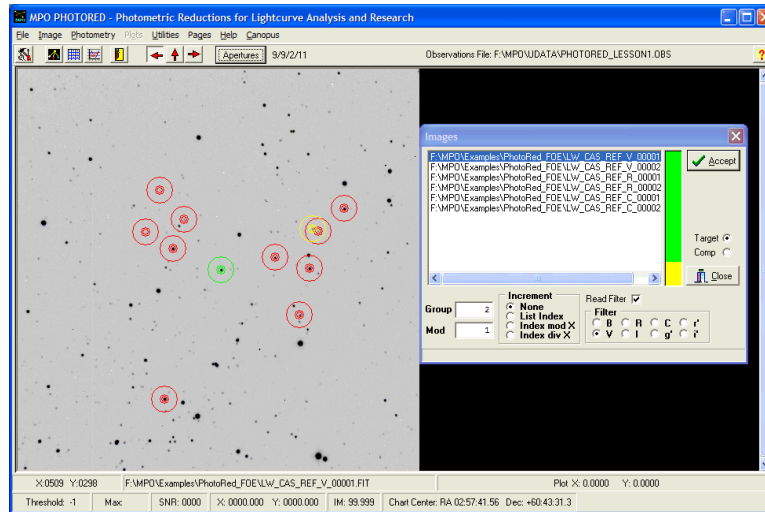 MPO PHOTORED - Photometric Reductions for Lightcurve Analysis and Research
File Image Photometry Plots Utilities Pages Help Canopus
Apertures 9/9/2/11 Observations File: F:\MPO\UDATA\PHOTORED_LESSON1.OBS
Images
F:\MPO\Examples\PhotoRed_FOE\LW_CAS_REF_V_00001
F:\MPO\Examples\PhotoRed_FOE\LW_CAS_REF_V_00002
F:\MPO\Examples\PhotoRed_FOE\LW_CAS_REF_R_00001
F:\MPO\Examples\PhotoRed_FOE\LW_CAS_REF_R_00002
F:\MPO\Examples\PhotoRed_FOE\LW_CAS_REF_C_00001
F:\MPO\Examples\PhotoRed_FOE\LW_CAS_REF_C_00002
Accept
Target
Comp
Close
Group 2
Mod 1
Increment
None
List Index
Index mod X
Index div X
Read Filter
Filter
B R C r'
V I g' i'
X:0509 Y:0298 F:\MPO\Examples\PhotoRed_FOE\LW_CAS_REF_V_00001.FIT Plot X: 0.0000 Y: 0.0000
Threshold: -1 Max: SNR: 0000 X: 0000.000 Y: 0000.000 IM: 99.999 Chart Center: RA 02:57:41.56 Dec: +60:43:31.3